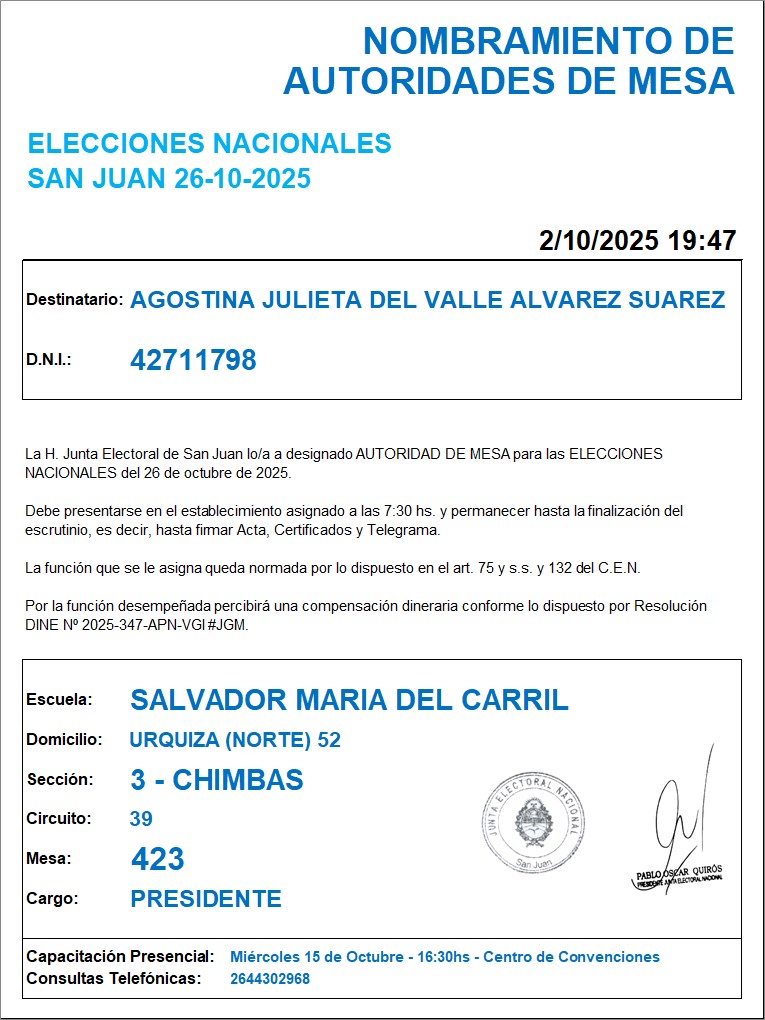 NOMBRAMIENTO DE
AUTORIDADES DE MESA
ELECCIONES NACIONALES
SAN JUAN 26-10-2025
2/10/2025 19:47
Destinatario: AGOSTINA JULIETA DEL VALLE ALVAREZ SUAREZ
D.N.I.: 42711798
La H. Junta Electoral de San Juan lo/a a designado AUTORIDAD DE MESA para las ELECCIONES
NACIONALES del 26 de octubre de 2025.
Debe presentarse en el establecimiento asignado a las 7:30 hs. y permanecer hasta la finalización del
escrutinio, es decir, hasta firmar Acta, Certificados y Telegrama.
La función que se le asigna queda normada por lo dispuesto en el art. 75 y s.s. y 132 del C.E.N.
Por la función desempeñada percibirá una compensación dineraria conforme lo dispuesto por Resolución
DINE Nº 2025-347-APN-VGI#JGM.
Escuela: SALVADOR MARIA DEL CARRIL
Domicilio: URQUIZA (NORTE) 52
Sección: 3 - CHIMBAS
Circuito: 39
Mesa: 423
Cargo: PRESIDENTE
JUNTA ELECTORAL NACIONAL
San Juan
PABLO OSCAR QUIRÓS
PRESIDENTE JUNTA ELECTORAL NACIONAL
Capacitación Presencial: Miércoles 15 de Octubre - 16:30hs - Centro de Convenciones
Consultas Telefónicas: 2644302968